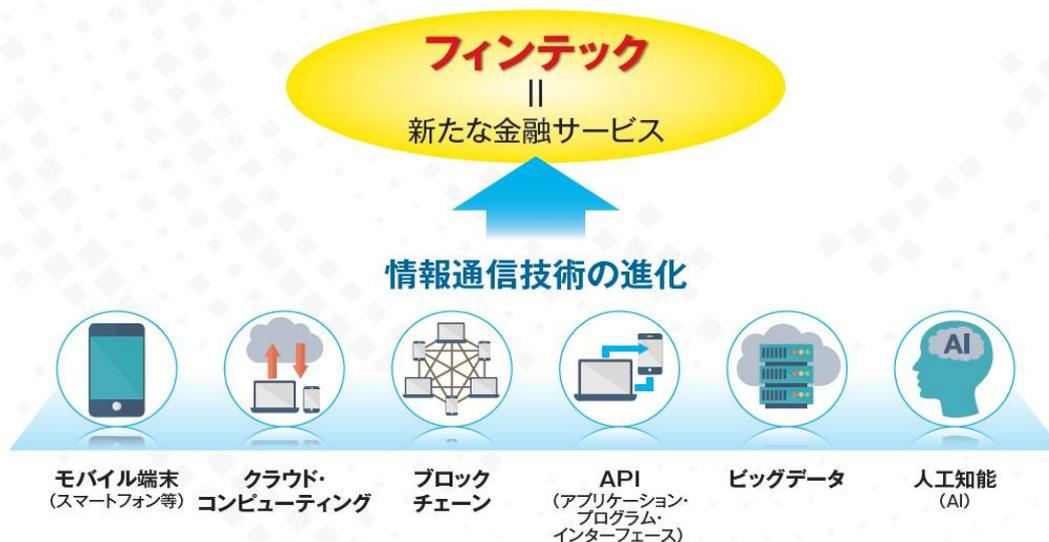 フィンテック
||
新たな金融サービス
情報通信技術の進化
AI
モバイル端末
(スマートフォン等)
クラウド・
コンピューティング
ブロック
チェーン
API
(アプリケーション・
プログラム・
インターフェース)
ビッグデータ
人工知能
(AI)